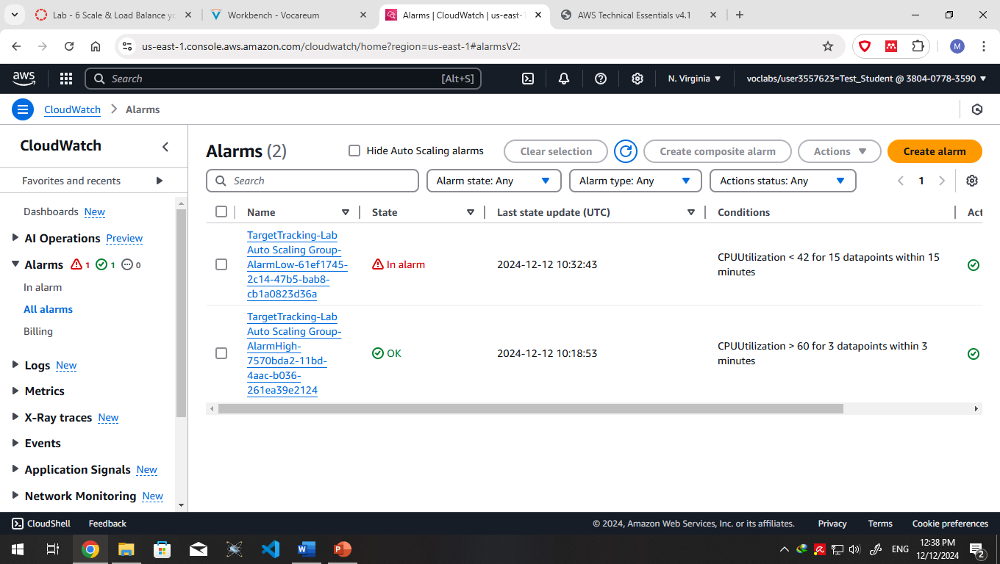 Lab - 6 Scale & Load Balance yo
Workbench - Vocareum
Alarms | CloudWatch | us-east-1
AWS Technical Essentials v4.1
us-east-1.console.aws.amazon.com/cloudwatch/home?region=us-east-1#alarmsV2:
M
aws
Search
[Alt+S]
N. Virginia
voclabs/user3557623=Test_Student @ 3804-0778-3590
CloudWatch
Alarms
CloudWatch
Favorites and recents
Dashboards New
AI Operations Preview
Alarms 1 1 0
In alarm
All alarms
Billing
Logs New
Metrics
X-Ray traces New
Events
Application Signals New
Network Monitoring New
Alarms (2)
Hide Auto Scaling alarms
Clear selection
Create composite alarm
Actions
Create alarm
Search
Alarm state: Any
Alarm type: Any
Actions status: Any
1
Name
State
Last state update (UTC)
Conditions
Act
TargetTracking-Lab
Auto Scaling Group-
AlarmLow-61ef1745-
2c14-47b5-bab8-
cb1a0823d36a
In alarm
2024-12-12 10:32:43
CPUUtilization < 42 for 15 datapoints within 15
minutes
TargetTracking-Lab
Auto Scaling Group-
AlarmHigh-
7570bda2-11bd-
4aac-b036-
261ea39e2124
OK
2024-12-12 10:18:53
CPUUtilization > 60 for 3 datapoints within 3
minutes
CloudShell
Feedback
© 2024, Amazon Web Services, Inc. or its affiliates.
Privacy
Terms
Cookie preferences
ENG
12:38 PM
12/12/2024
2